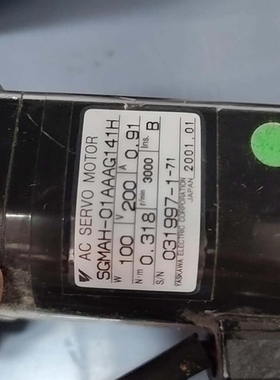 AC SERVO MOTOR
SGMAH-01AAAG141H
W 100 V 200 A 0.91
N·m 0.318 r/min 3000 Ins. B
S/N 031997-1-71
YASKAWA ELECTRIC CORPORATION 2001.01
JAPAN